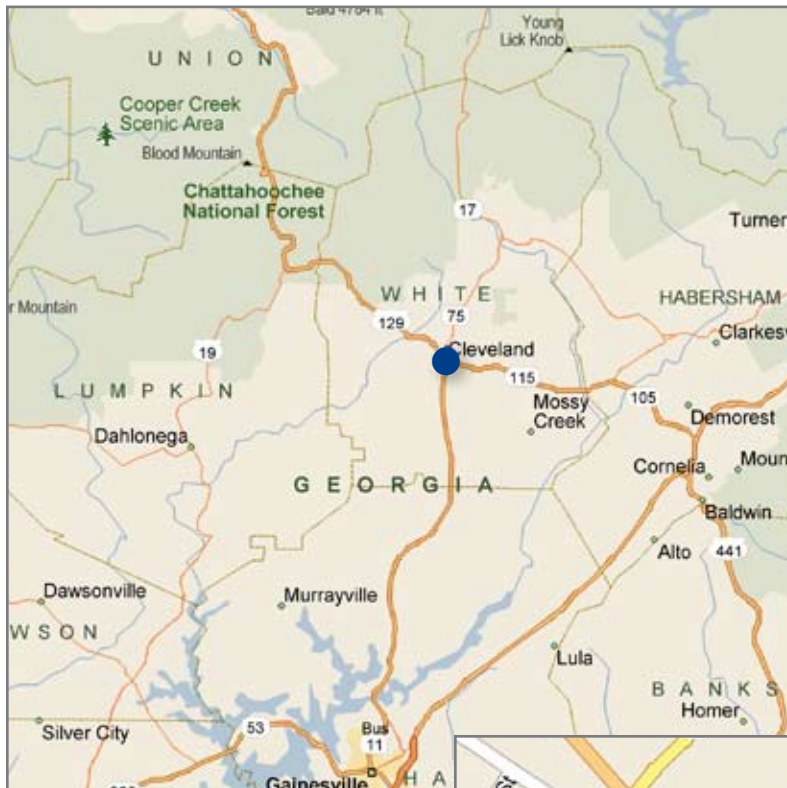 Bald 4784 ft
Young
Lick Knob
UNION
Cooper Creek
Scenic Area
Blood Mountain
Chattahoochee
National Forest
17
Turner
WHITE
HABERSHAM
r Mountain
129
75
Clarkesv
19
Cleveland
115
LUMPKIN
105
Mossy
Creek
Demorest
Dahlonega
Cornelia
Moun
GEORGIA
Baldwin
Alto
441
Dawsonville
Murrayville
WSON
Lula
BANKS
Homer
Silver City
53
Bus
11
Gainesville
HA